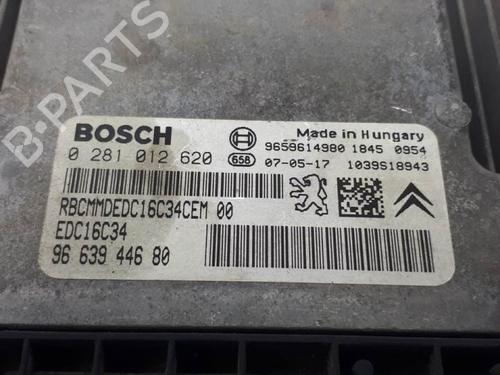 BOSCH
Made in Hungary
0 281 012 620
658
9658614980 1845 0954
07-05-17 1039S18943
RBCMMDEDC16C34CEM 00
EDC16C34
96 639 446 80
B-PARTS